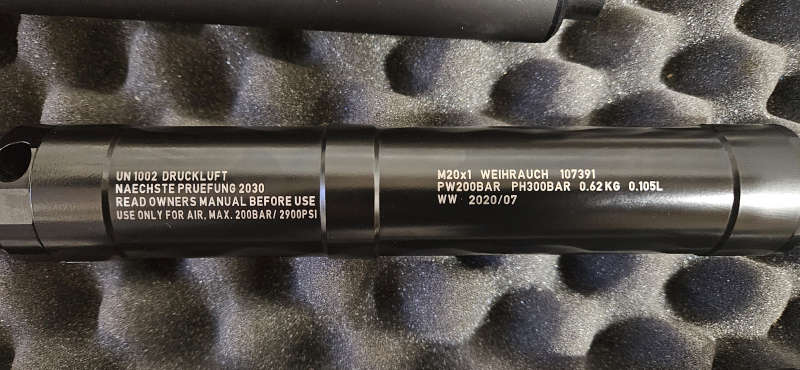 UN 1002 DRUCKLUFT
NAECHSTE PRUEFUNG 2030
READ OWNERS MANUAL BEFORE USE
USE ONLY FOR AIR, MAX. 200BAR/ 2900PSI
M20x1 WEIHRAUCH 107391
PW200BAR PH300BAR 0.62KG 0.105L
WW 2020/07